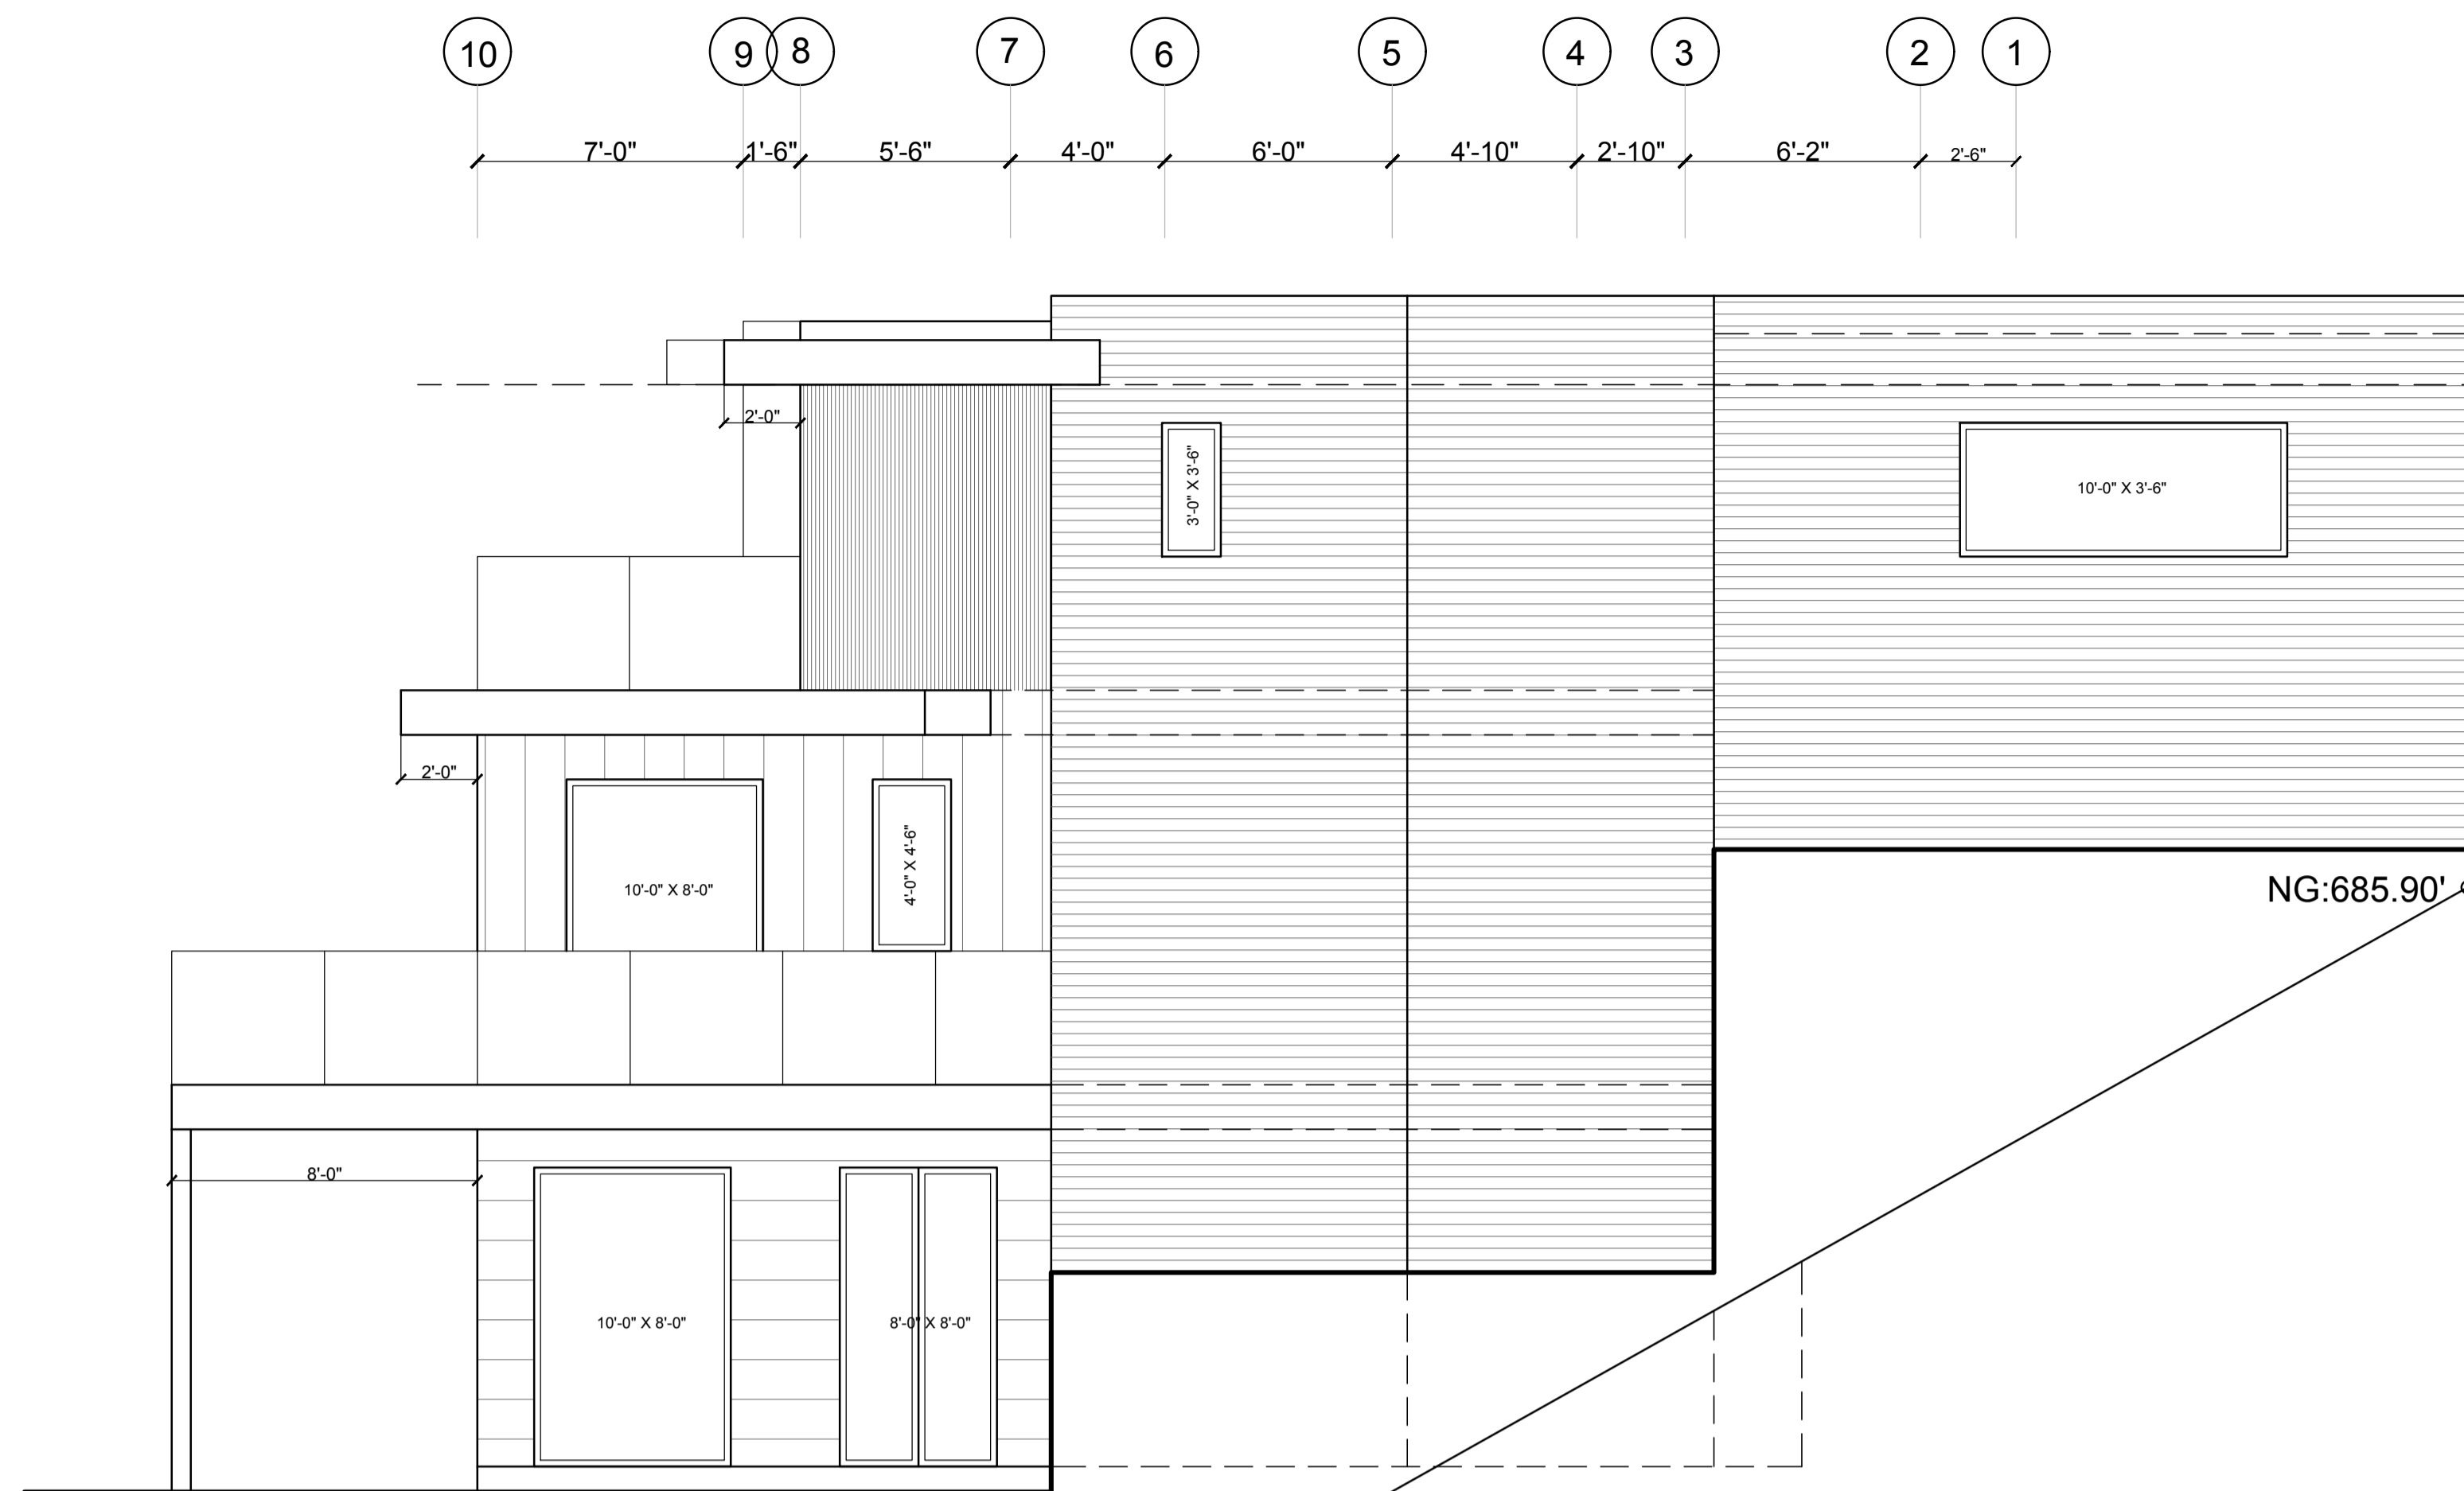 10 9 8 7 6 5 4 3 2 1
7'-0" 1'-6" 5'-6" 4'-0" 6'-0" 4'-10" 2'-10" 6'-2" 2'-6"
2'-0"
3'-0" X 3'-6"
10'-0" X 3'-6"
2'-0"
10'-0" X 8'-0"
4'-0" X 4'-6"
NG:685.90'
8'-0"
10'-0" X 8'-0"
8'-0" X 8'-0"